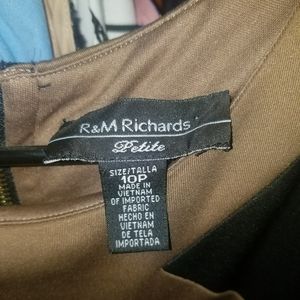 R&M Richards
Petite
SIZE/TALLA
10P
MADE IN
VIETNAM
OF IMPORTED
FABRIC
HECHO EN
VIETNAM
DE TELA
IMPORTADA